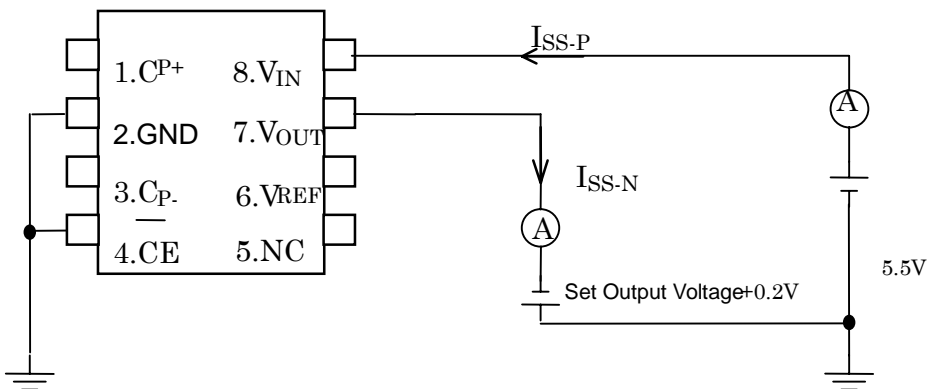 ISS-P
1.CP+ 8.VIN
A
2.GND 7.VOUT
ISS-N
3.CP- 6.VREF
A
4.CE 5.NC
5.5V
Set Output Voltage+0.2V